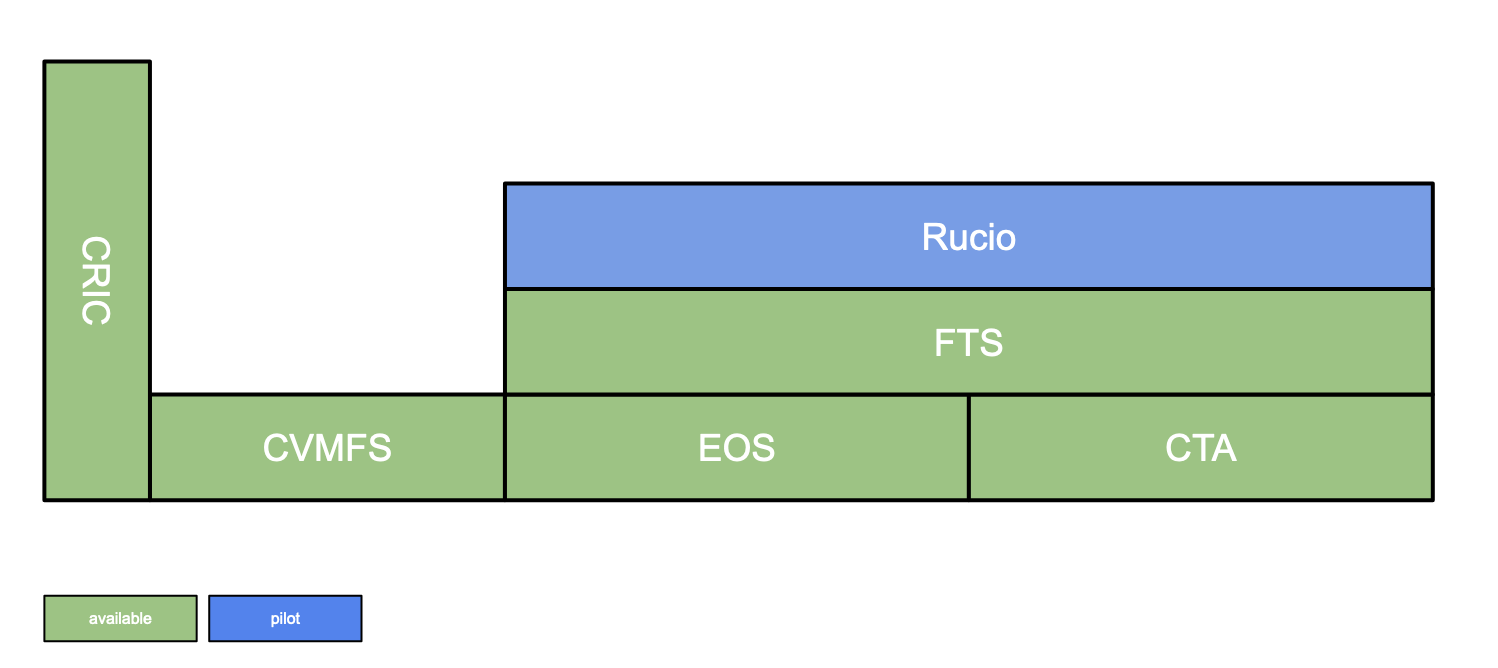 CRIC
Rucio
FTS
CVMFS
EOS
CTA
available
pilot